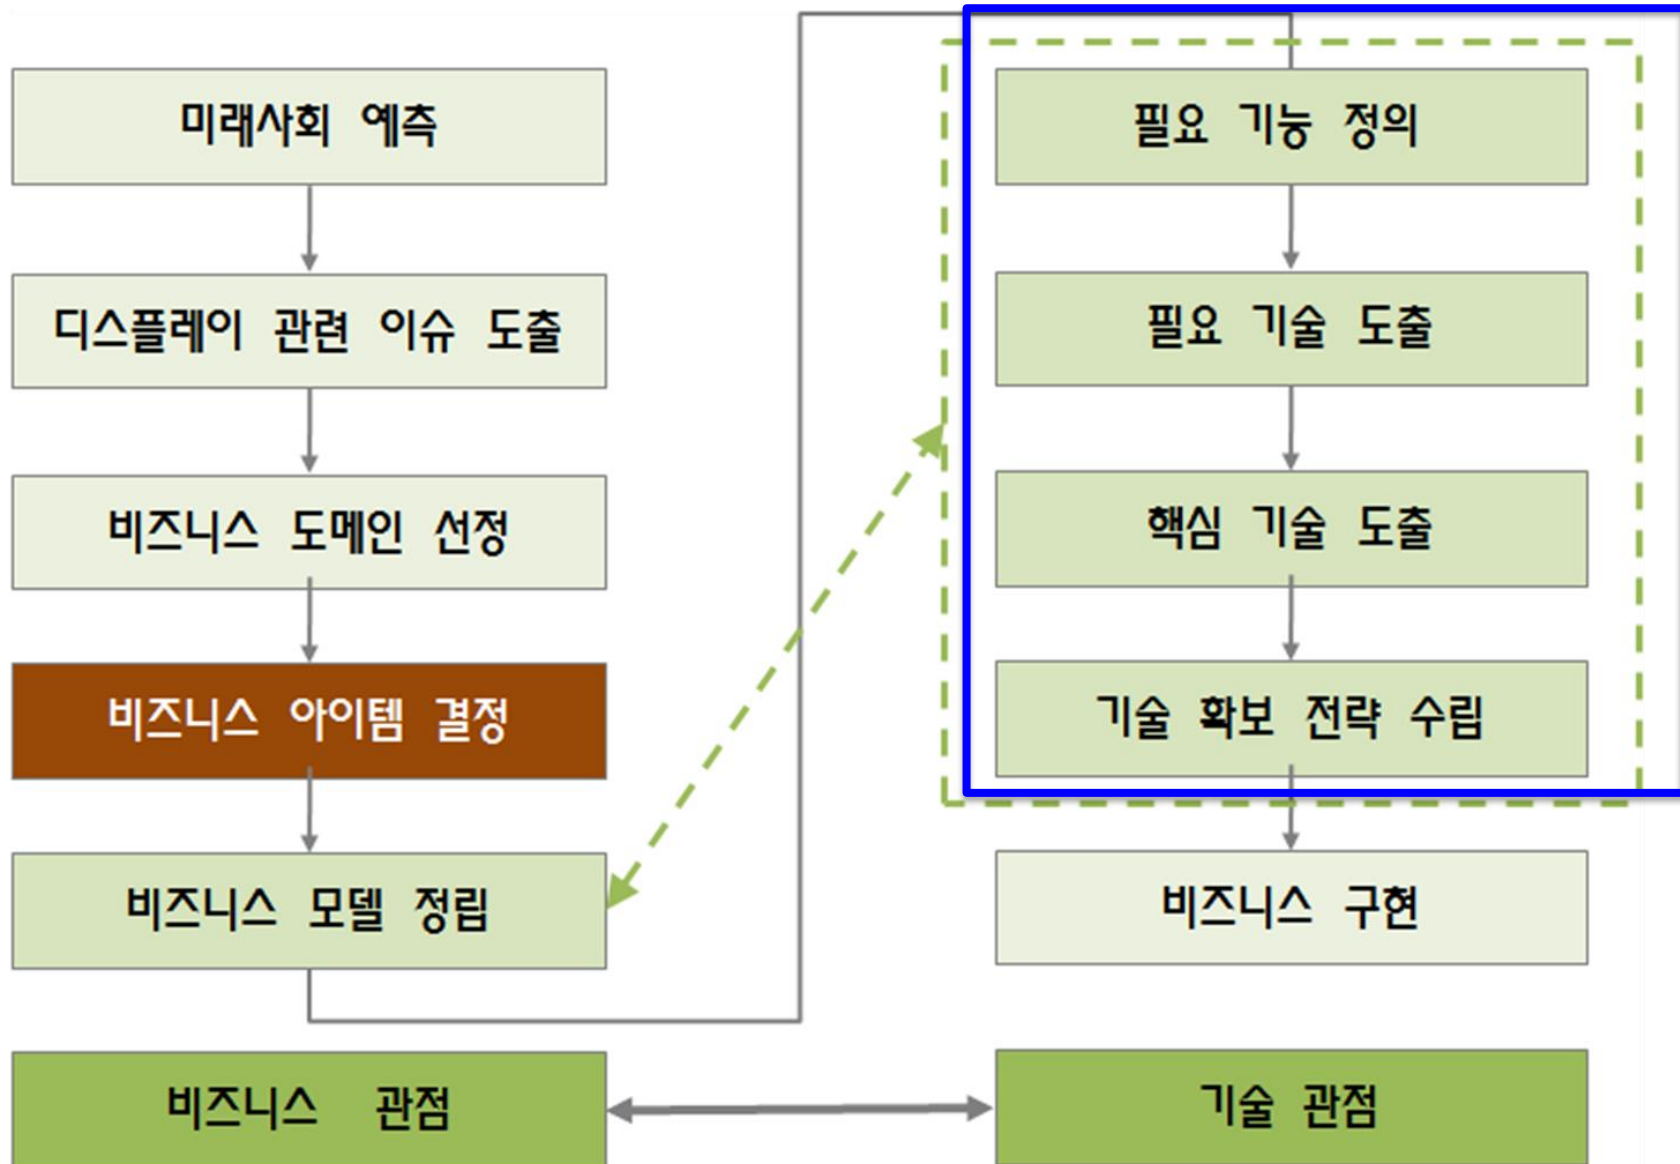 미래사회 예측
디스플레이 관련 이슈 도출
비즈니스 도메인 선정
비즈니스 아이템 결정
비즈니스 모델 정립
비즈니스 관점
필요 기능 정의
필요 기술 도출
핵심 기술 도출
기술 확보 전략 수립
비즈니스 구현
기술 관점